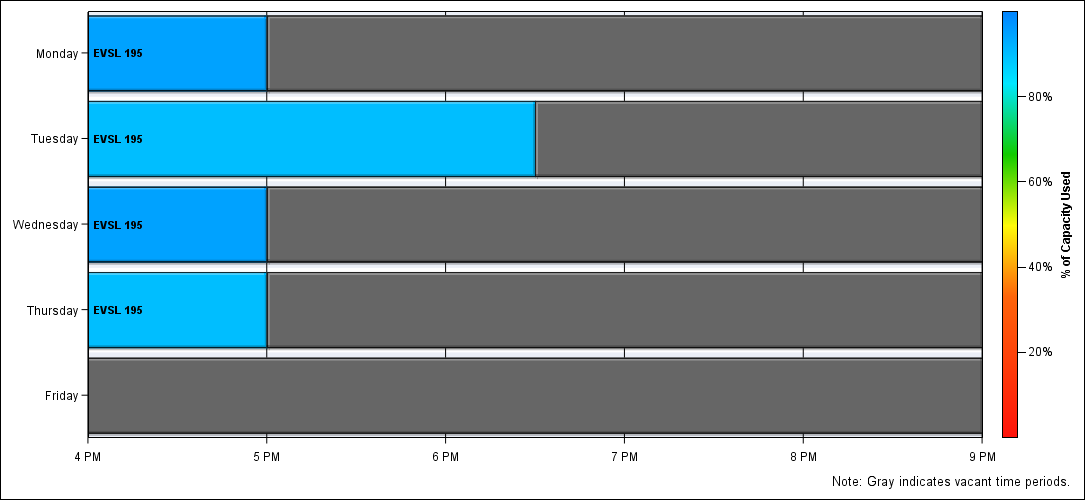 Monday
EVSL 195
Tuesday
EVSL 195
Wednesday
EVSL 195
Thursday
EVSL 195
Friday
4 PM
5 PM
6 PM
7 PM
8 PM
9 PM
80%
60%
40%
20%
% of Capacity Used
Note: Gray indicates vacant time periods.